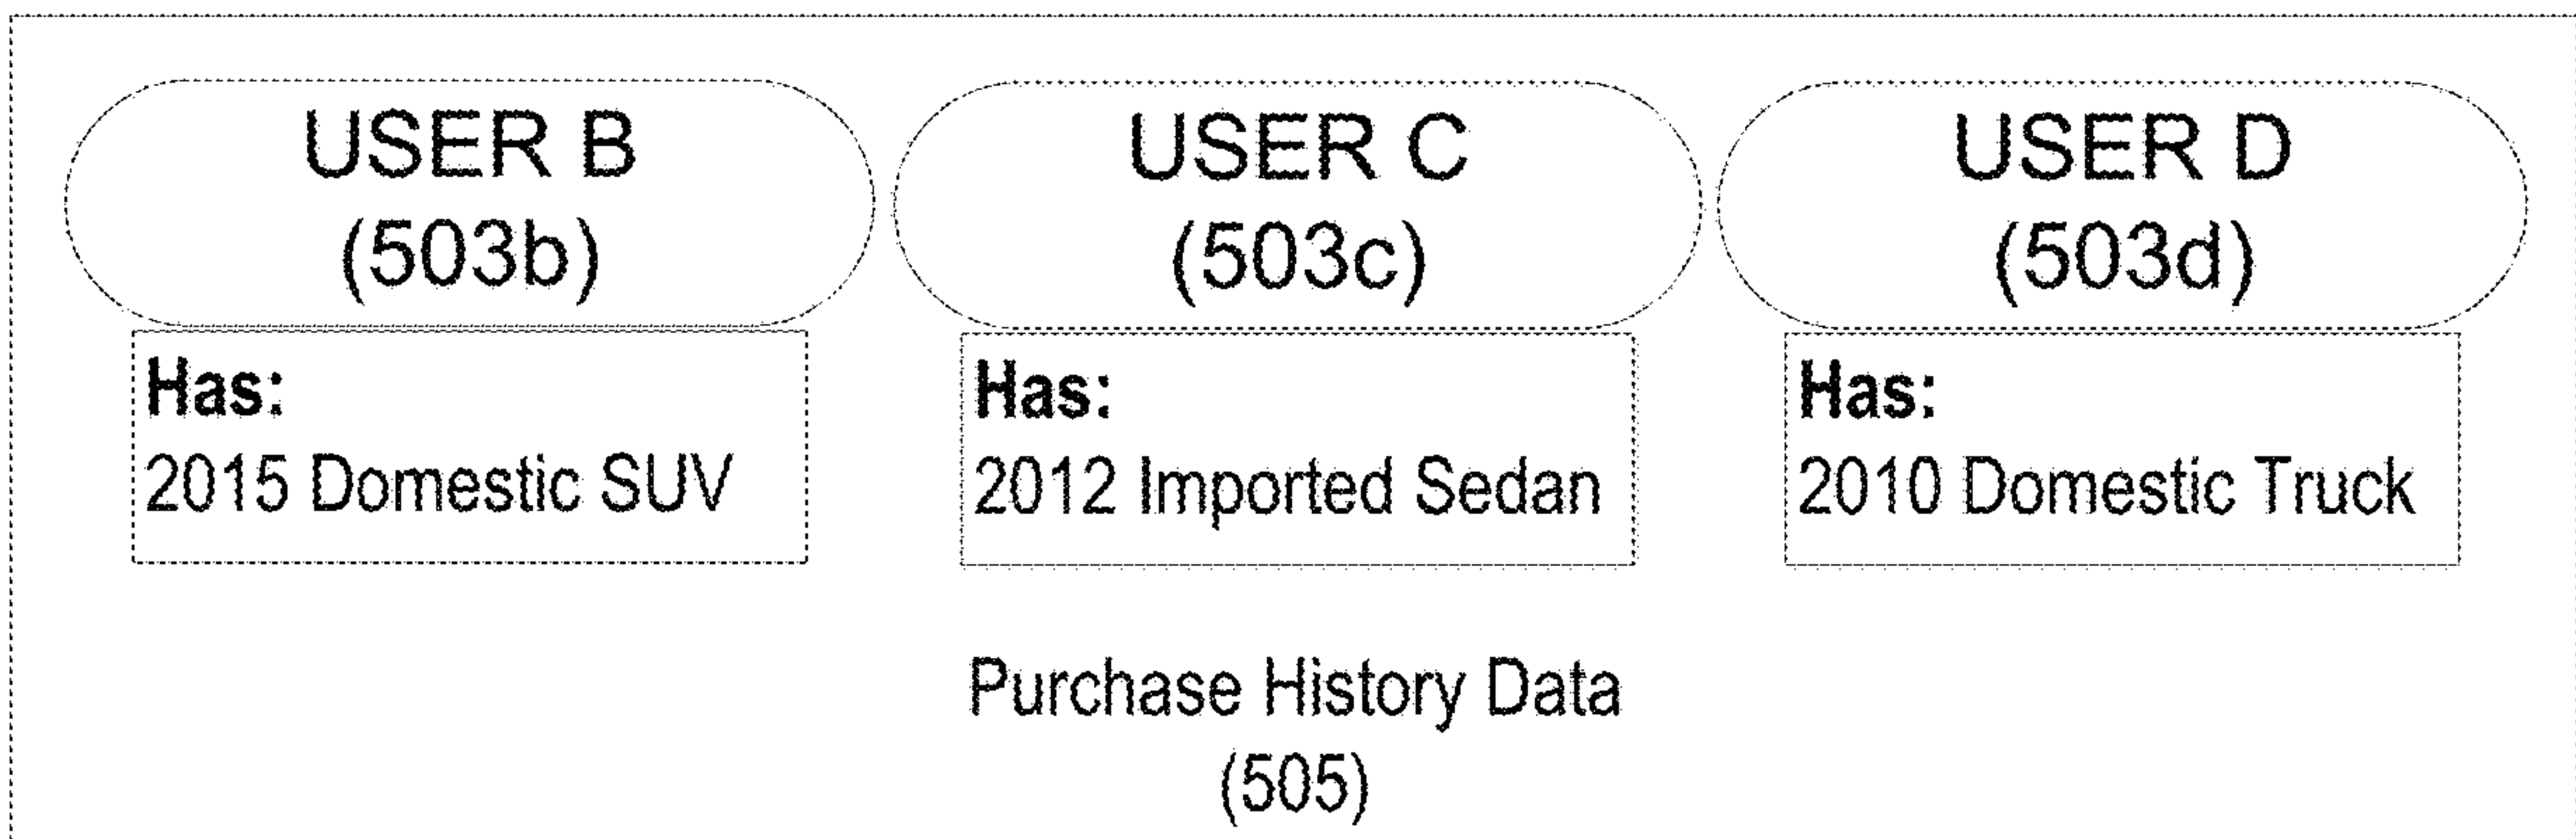 USER B
(503b)
Has:
2015 Domestic SUV
USER C
(503c)
Has:
2012 Imported Sedan
USER D
(503d)
Has:
2010 Domestic Truck
Purchase History Data
(505)